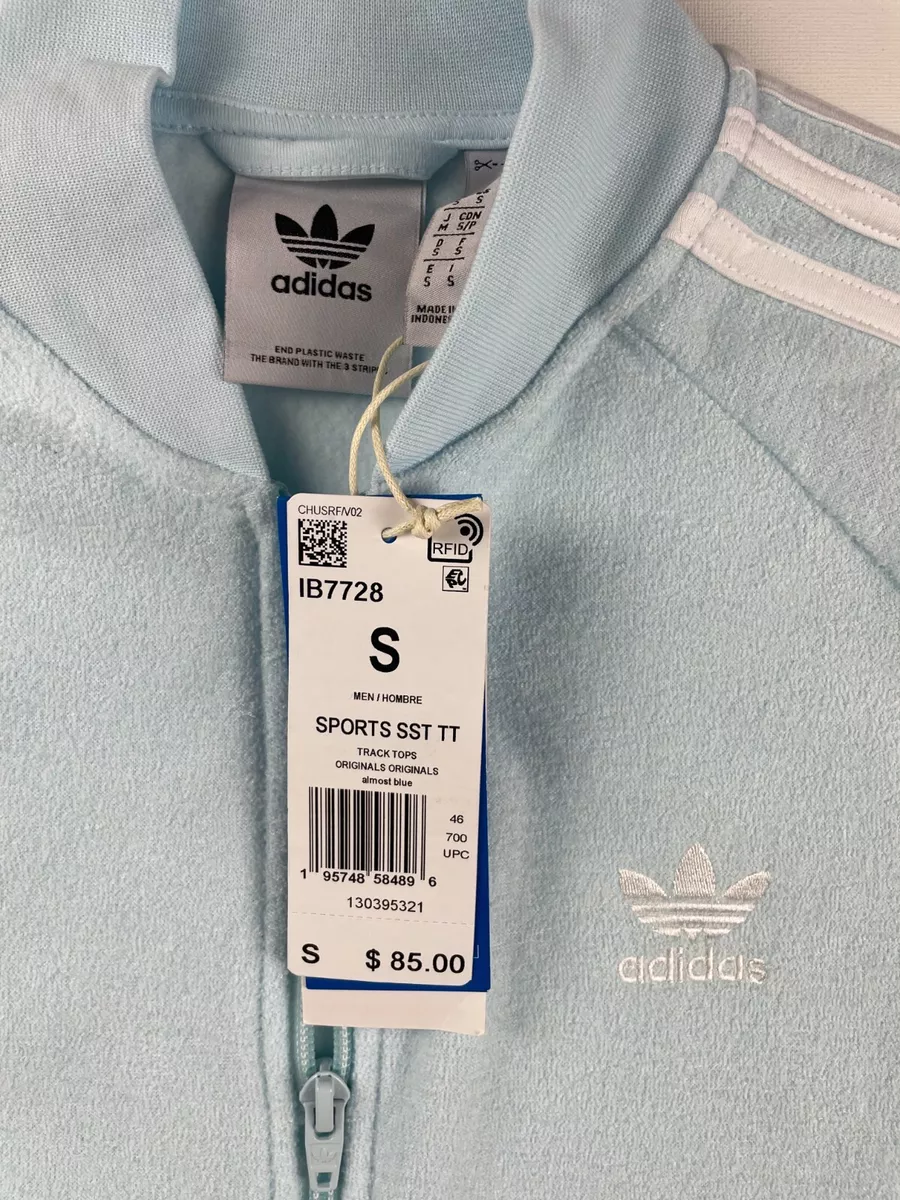 adidas
END PLASTIC WASTE
THE BRAND WITH THE 3 STRIP
S
J CDN
M S/P
D F
S S
E I
S S
MADE IN
INDONE
CHUSRF/V02
RFID
IB7728
S
MEN / HOMBRE
SPORTS SST TT
TRACK TOPS
ORIGINALS ORIGINALS
almost blue
46
700
UPC
1 95748 58489 6
130395321
S $ 85.00
adidas